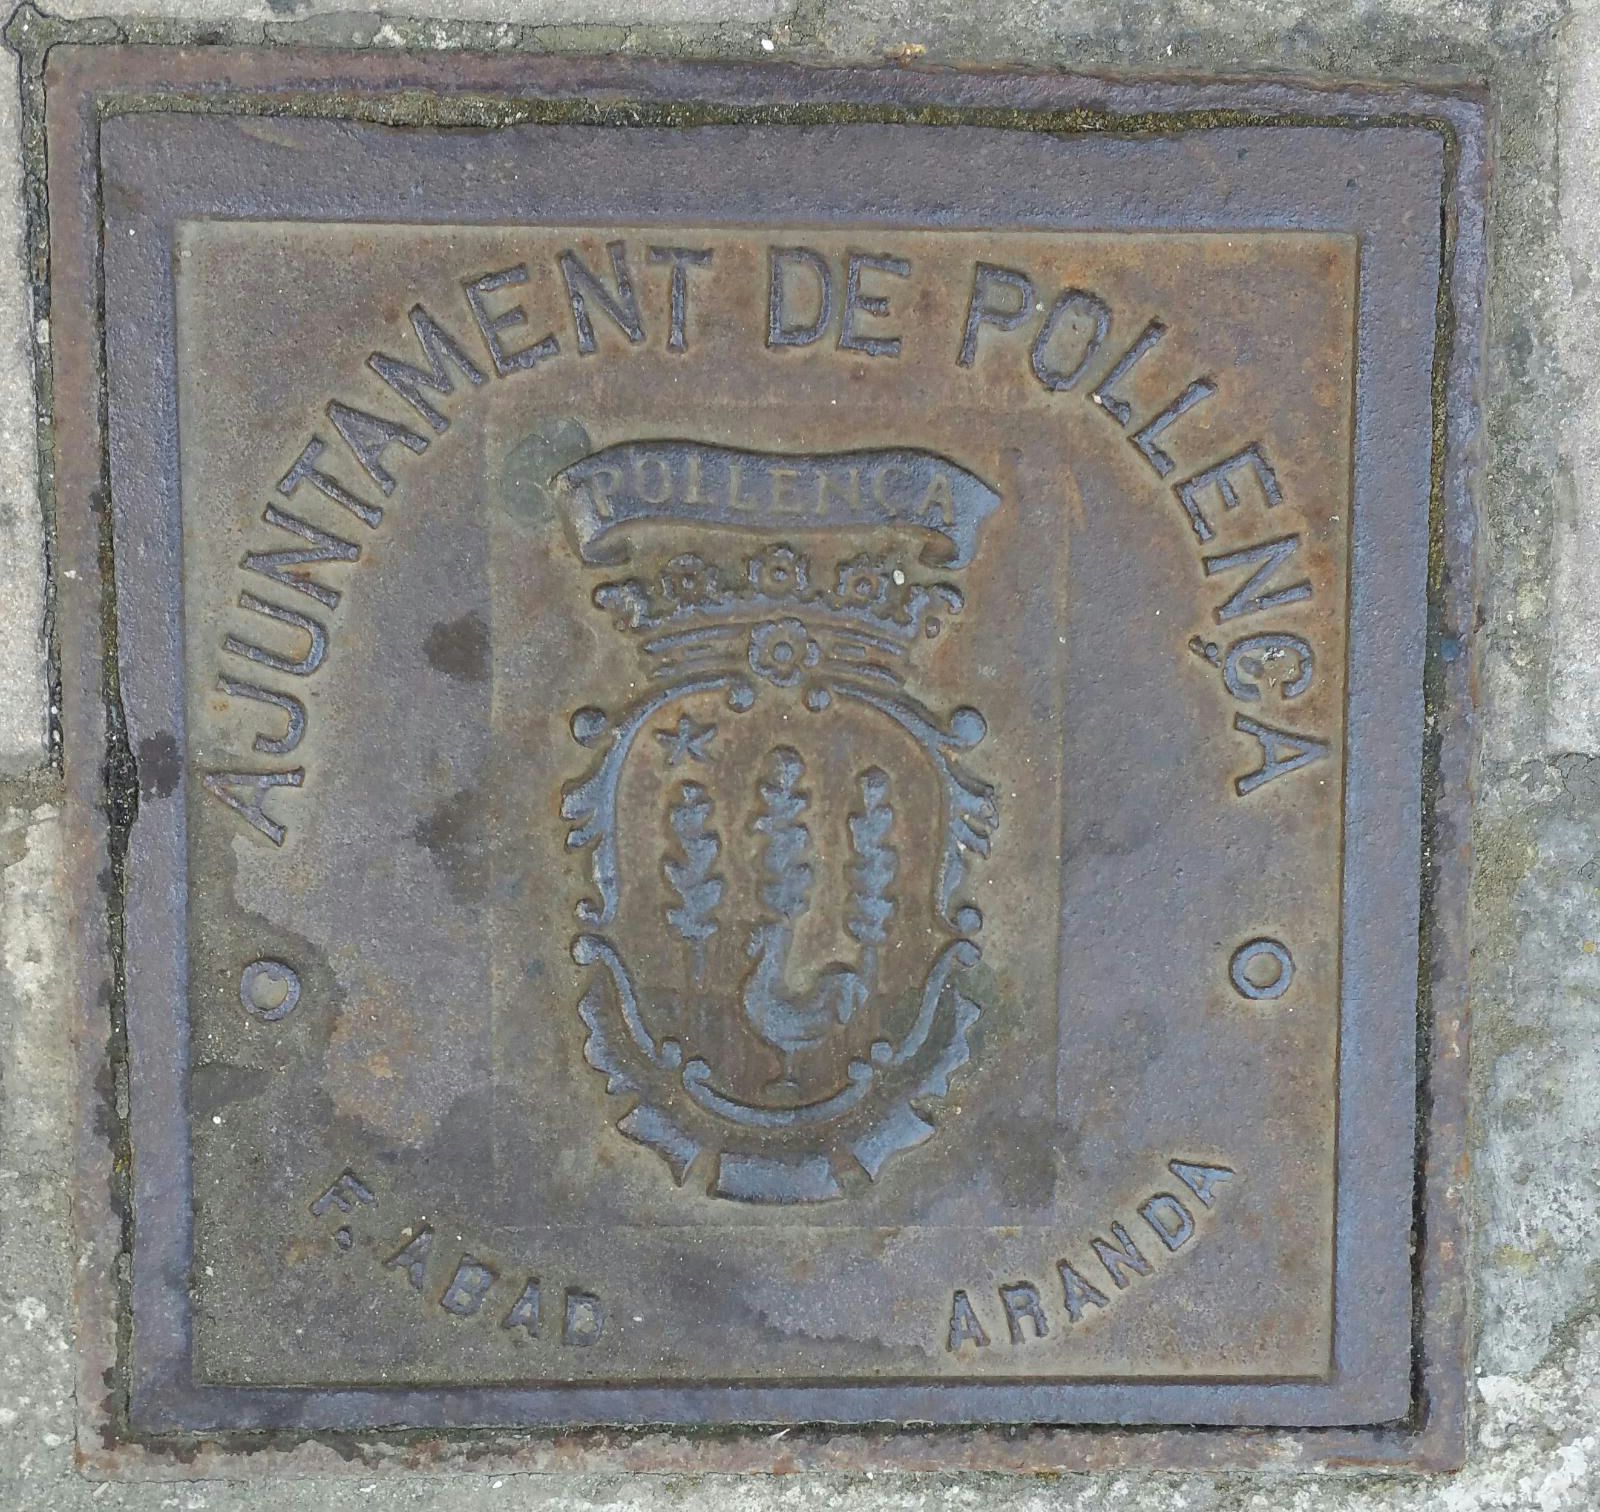 AJUNTAMENT DE POLLENÇA
POLLENÇA
F. ABAD ARANDA